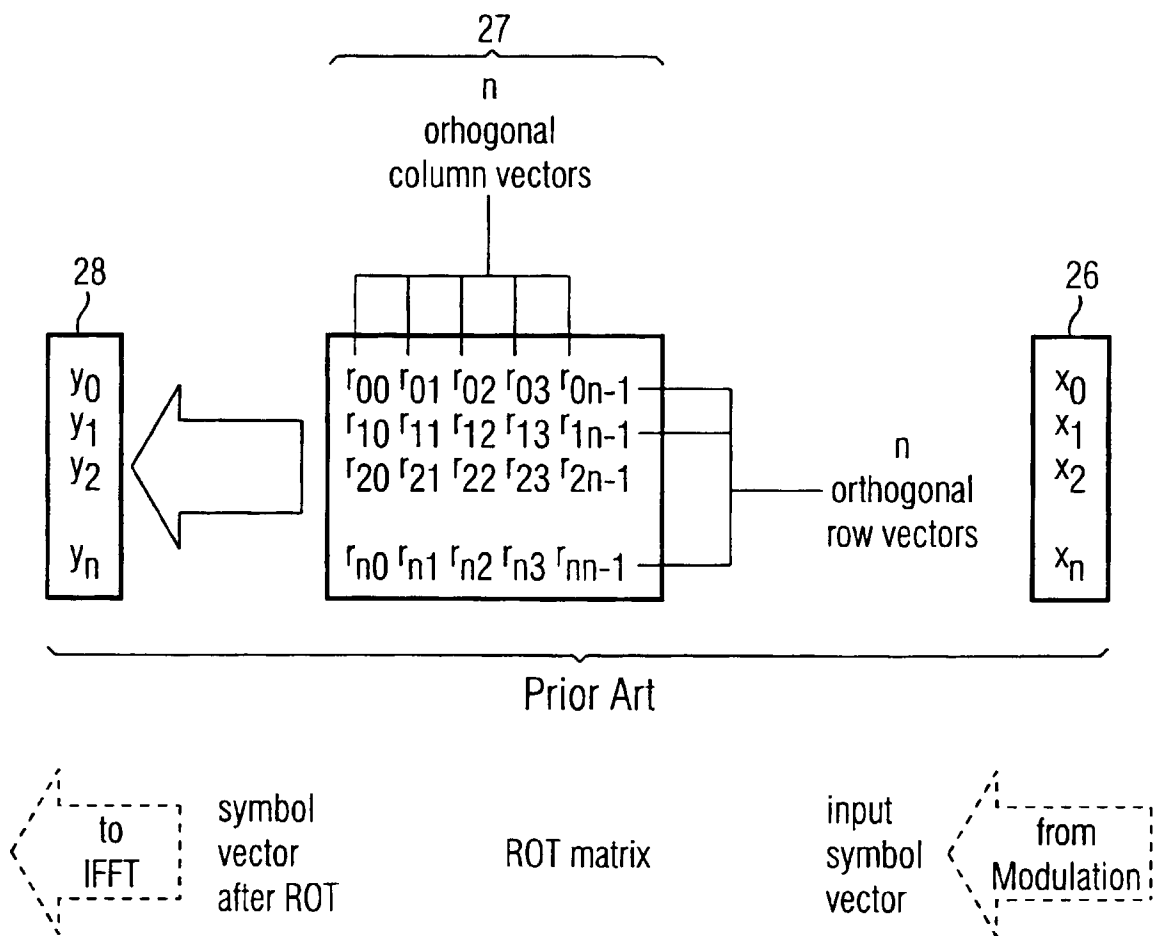 27
n
orhogonal
column vectors
28
26
y0
y1
y2
yn
r00 r01 r02 r03 r0n-1
r10 r11 r12 r13 r1n-1
r20 r21 r22 r23 r2n-1
rn0 rn1 rn2 rn3 rnn-1
n
orthogonal
row vectors
x0
x1
x2
xn
Prior Art
to
IFFT
symbol
vector
after ROT
ROT matrix
input
symbol
vector
from
Modulation